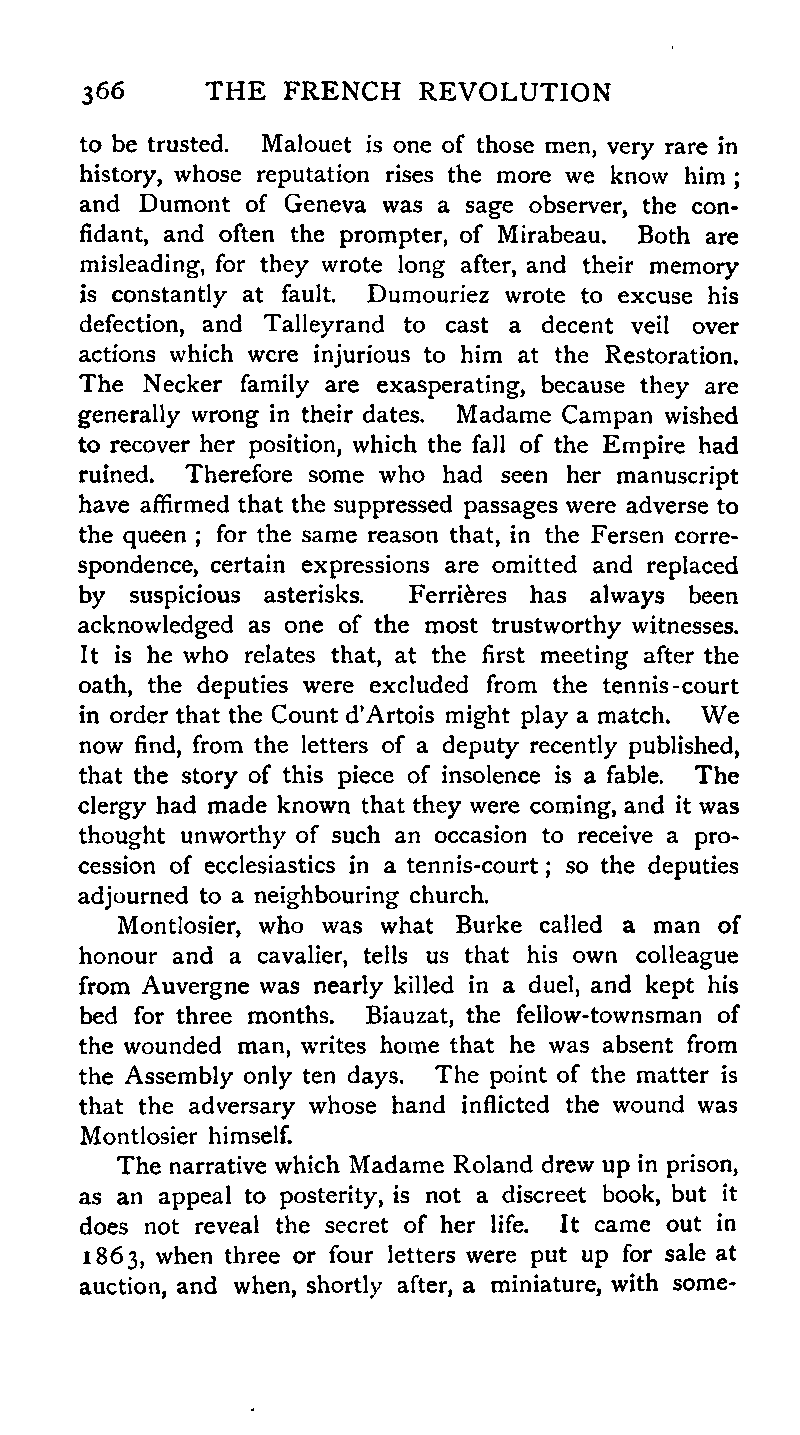 366 THE FRENCH REVOLUTION
to be trusted. Malouet is one of those men, very rare in
history, whose reputation rises the more we know him ;
and Dumont of Geneva was a sage observer, the con-
fidant, and often the prompter, of Mirabeau. Both are
misleading, for they wrote long after, and their memory
is constantly at fault. Dumouriez wrote to excuse his
defection, and Talleyrand to cast a decent veil over
actions which were injurious to him at the Restoration.
The Necker family are exasperating, because they are
generally wrong in their dates. Madame Campan wished
to recover her position, which the fall of the Empire had
ruined. Therefore some who had seen her manuscript
have affirmed that the suppressed passages were adverse to
the queen ; for the same reason that, in the Fersen corre-
spondence, certain expressions are omitted and replaced
by suspicious asterisks. Ferrières has always been
acknowledged as one of the most trustworthy witnesses.
It is he who relates that, at the first meeting after the
oath, the deputies were excluded from the tennis-court
in order that the Count d'Artois might play a match. We
now find, from the letters of a deputy recently published,
that the story of this piece of insolence is a fable. The
clergy had made known that they were coming, and it was
thought unworthy of such an occasion to receive a pro-
cession of ecclesiastics in a tennis-court ; so the deputies
adjourned to a neighbouring church.
Montlosier, who was what Burke called a man of
honour and a cavalier, tells us that his own colleague
from Auvergne was nearly killed in a duel, and kept his
bed for three months. Biauzat, the fellow-townsman of
the wounded man, writes home that he was absent from
the Assembly only ten days. The point of the matter is
that the adversary whose hand inflicted the wound was
Montlosier himself.
The narrative which Madame Roland drew up in prison,
as an appeal to posterity, is not a discreet book, but it
does not reveal the secret of her life. It came out in
1863, when three or four letters were put up for sale at
auction, and when, shortly after, a miniature, with some-